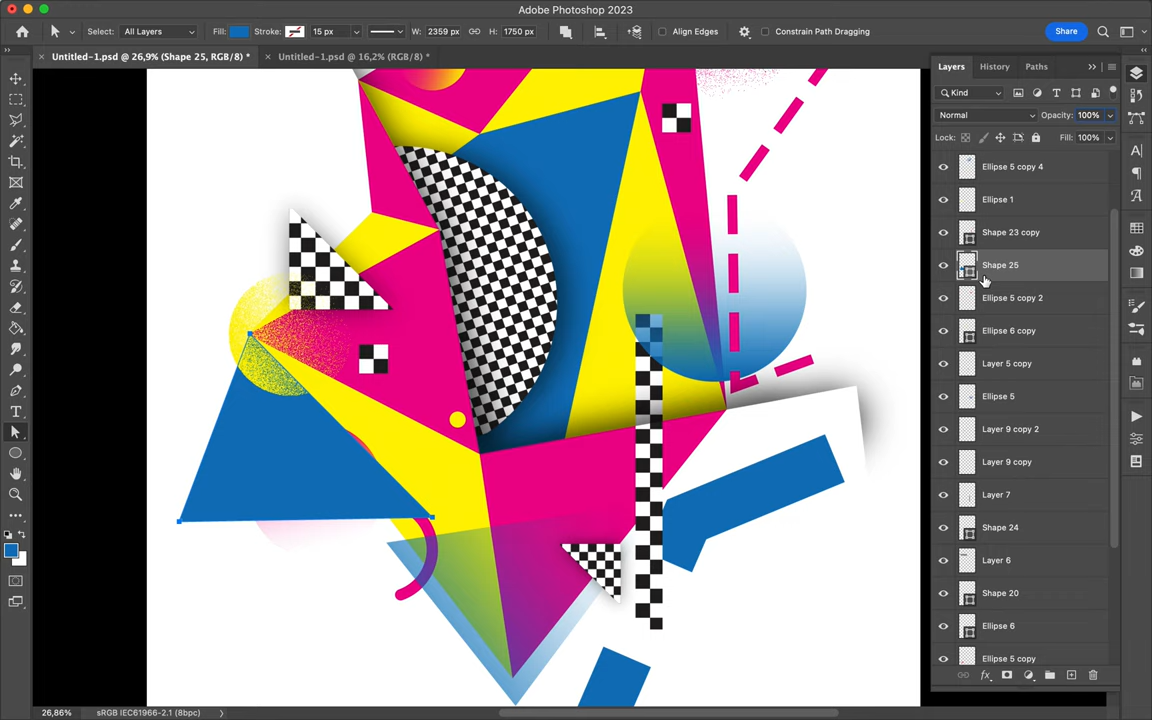 Adobe Photoshop 2023
Select: All Layers Fill: Stroke: 15 px W: 2359 px H: 1750 px Align Edges Constrain Path Dragging Share
Untitled-1.psd @ 26,9% (Shape 25, RGB/8) *
Untitled-1.psd @ 16,2% (RGB/8) *
Layers History Paths
Kind
Normal Opacity: 100%
Lock: Fill: 100%
Ellipse 5 copy 4
Ellipse 1
Shape 23 copy
Shape 25
Ellipse 5 copy 2
Ellipse 6 copy
Layer 5 copy
Ellipse 5
Layer 9 copy 2
Layer 9 copy
Layer 7
Shape 24
Layer 6
Shape 20
Ellipse 6
Ellipse 5 copy
26,86% sRGB IEC61966-2.1 (8bpc)